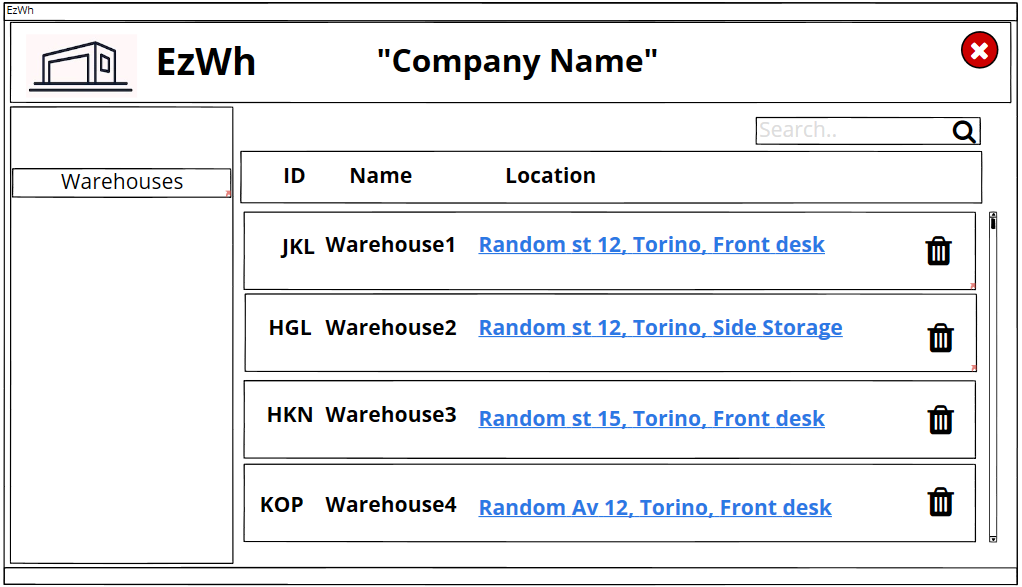 EzWh
EzWh "Company Name"
Search..
Warehouses
ID Name Location
JKL Warehouse1 Random st 12, Torino, Front desk
HGL Warehouse2 Random st 12, Torino, Side Storage
HKN Warehouse3 Random st 15, Torino, Front desk
KOP Warehouse4 Random Av 12, Torino, Front desk